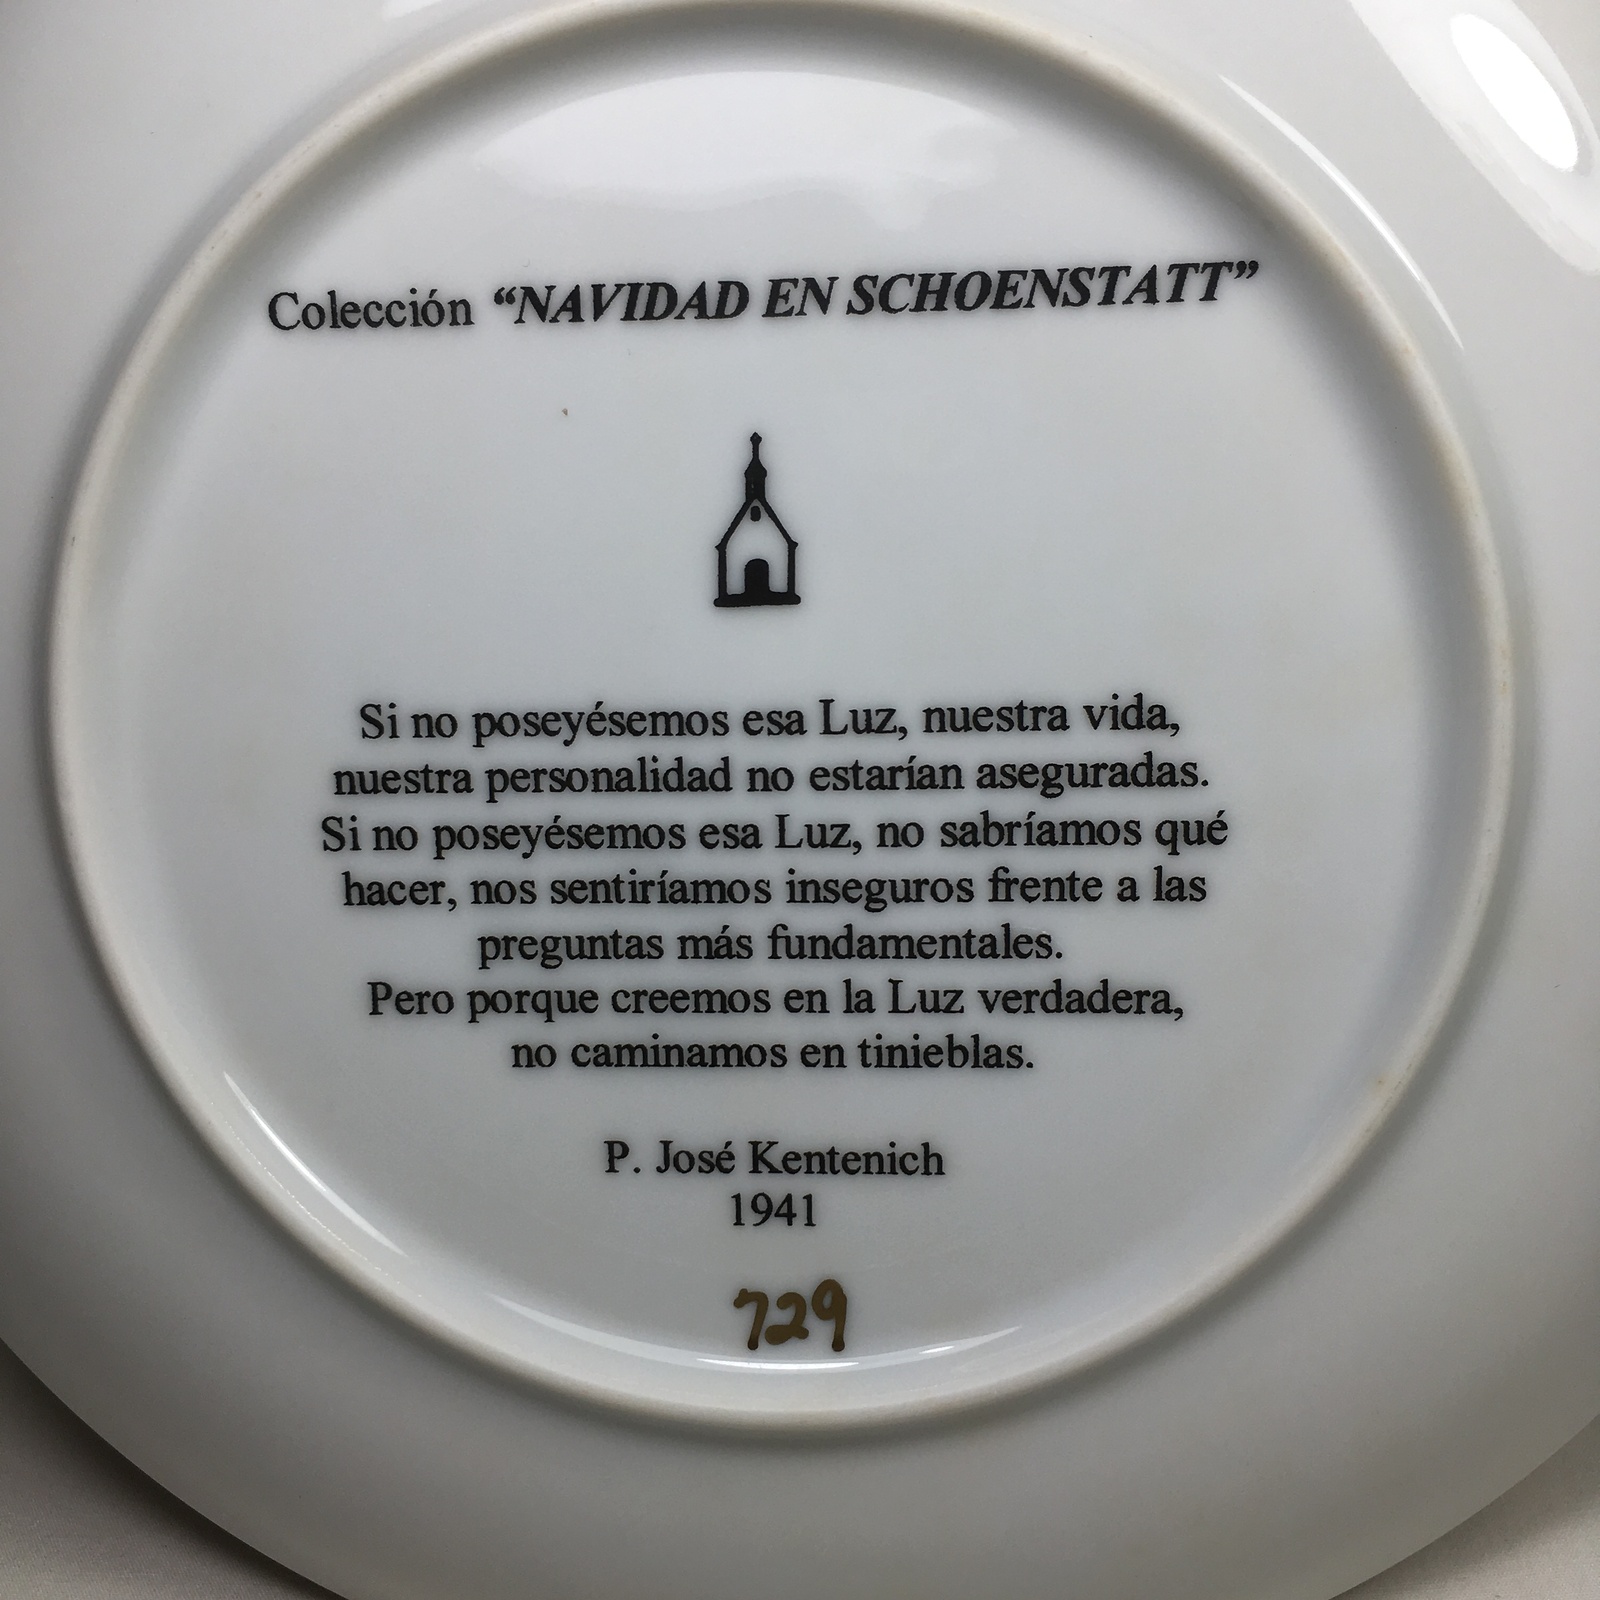 Colección “NAVIDAD EN SCHOENSTATT”
Si no poseyésemos esa Luz, nuestra vida,
nuestra personalidad no estarían aseguradas.
Si no poseyésemos esa Luz, no sabríamos qué
hacer, nos sentiríamos inseguros frente a las
preguntas más fundamentales.
Pero porque creemos en la Luz verdadera,
no caminamos en tinieblas.
P. José Kentenich
1941
729